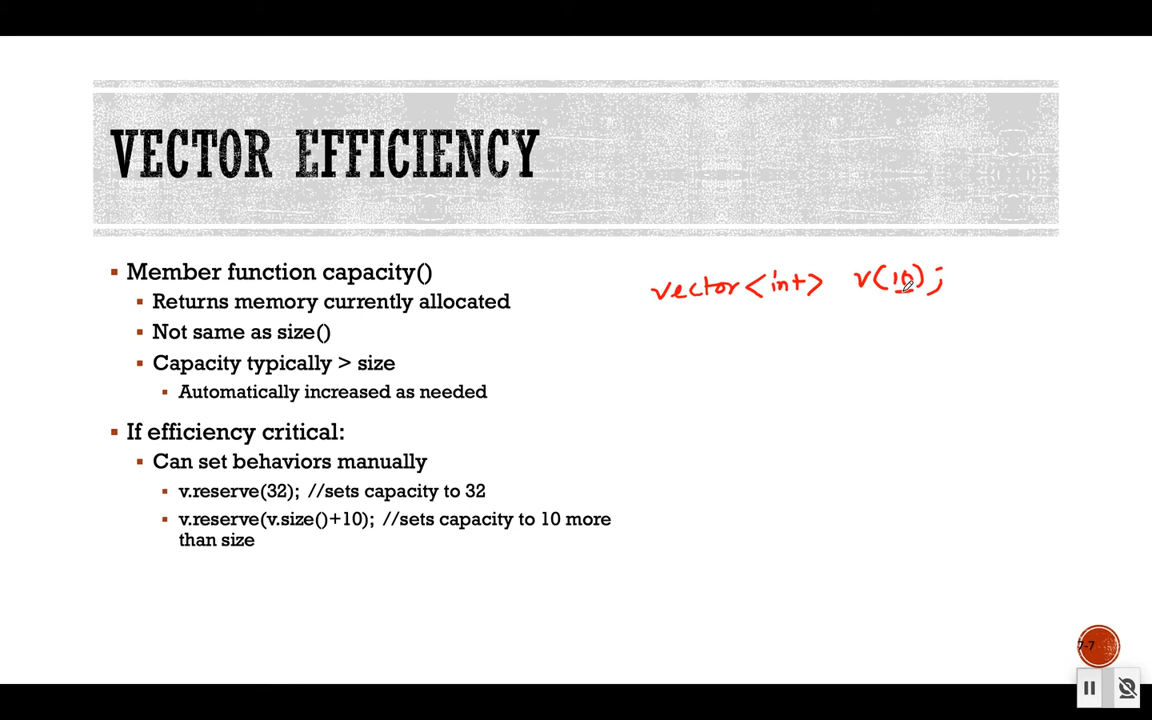 VECTOR EFFICIENCY
▪ Member function capacity()
▪ Returns memory currently allocated
▪ Not same as size()
▪ Capacity typically > size
▪ Automatically increased as needed
▪ If efficiency critical:
▪ Can set behaviors manually
▪ v.reserve(32); //sets capacity to 32
▪ v.reserve(v.size()+10); //sets capacity to 10 more
than size
vector<int> v(10);
7-7